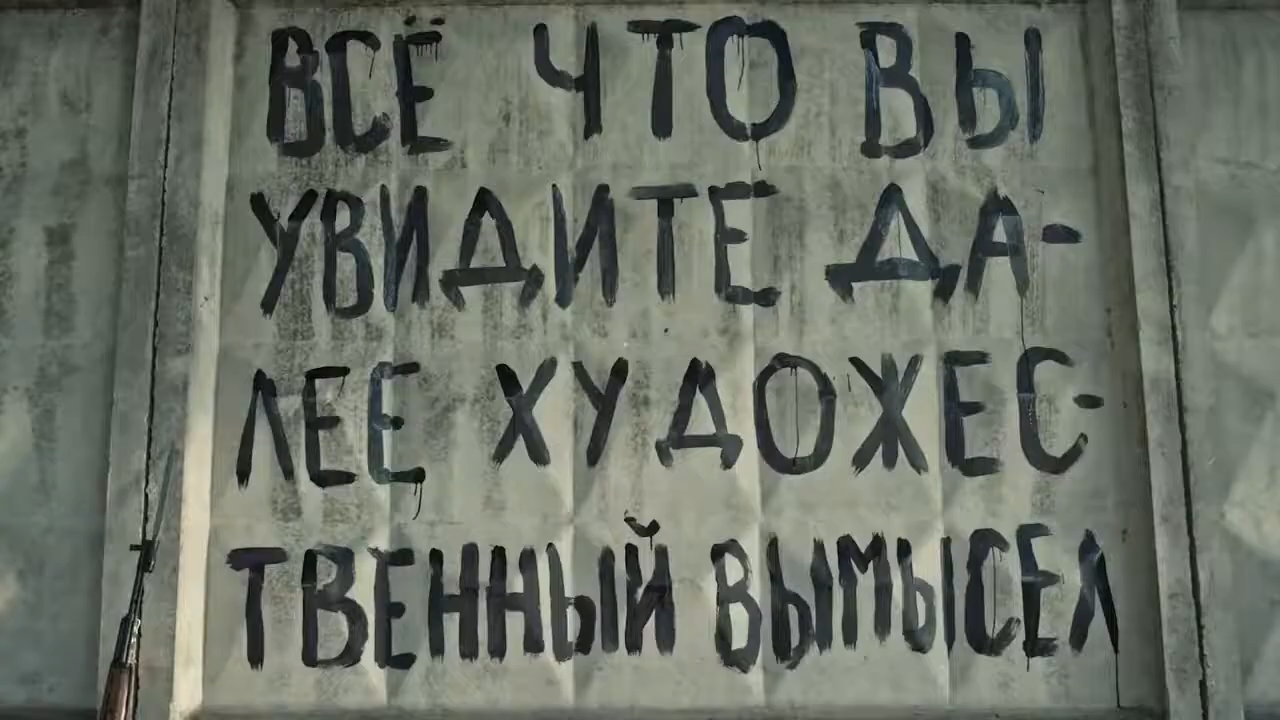 ВСЁ ЧТО ВЫ
УВИДИТЕ ДА-
ЛЕЕ ХУДОЖЕС-
ТВЕННЫЙ ВЫМЫСЕЛ